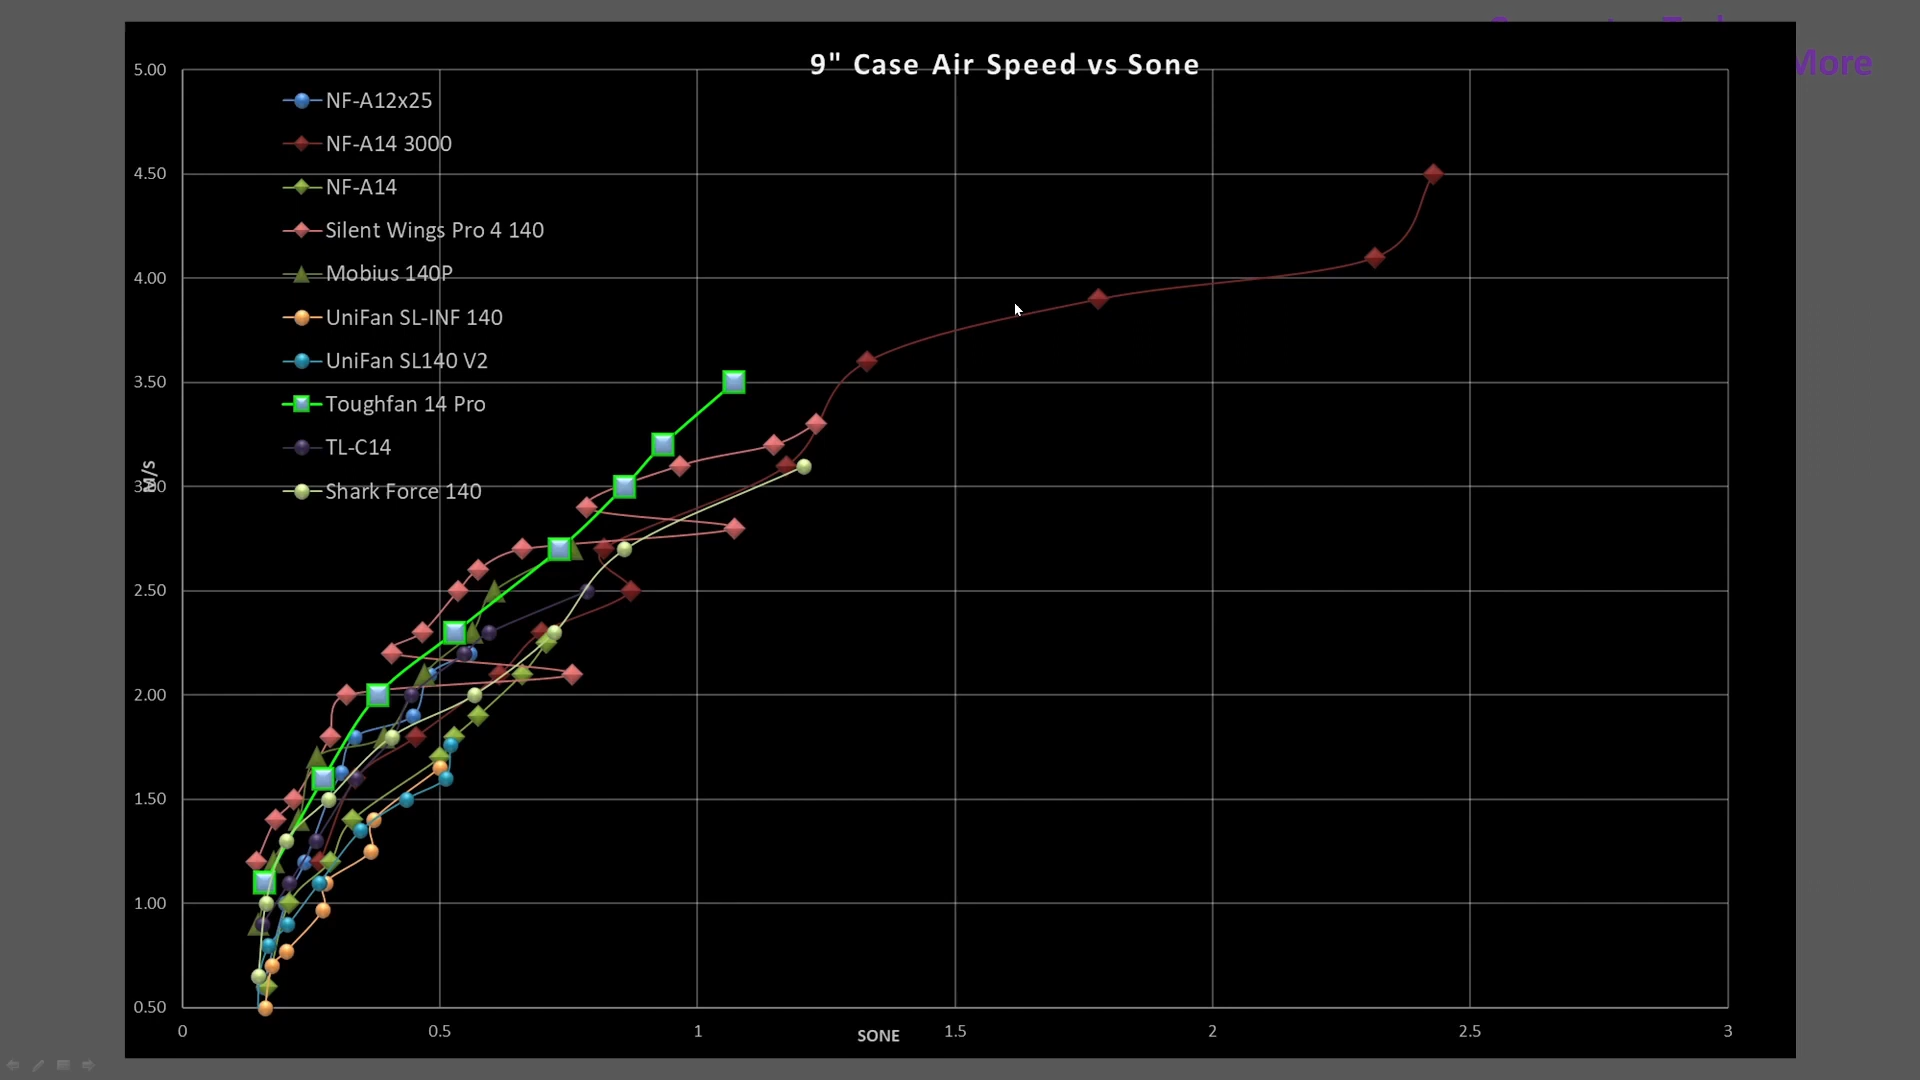 More
9" Case Air Speed vs Sone
5.00
4.50
4.00
3.50
3.00
2.50
2.00
1.50
1.00
0.50
M/s
NF-A12x25
NF-A14 3000
NF-A14
Silent Wings Pro 4 140
Mobius 140P
UniFan SL-INF 140
UniFan SL140 V2
Toughfan 14 Pro
TL-C14
Shark Force 140
0 0.5 1 1.5 2 2.5 3
SONE